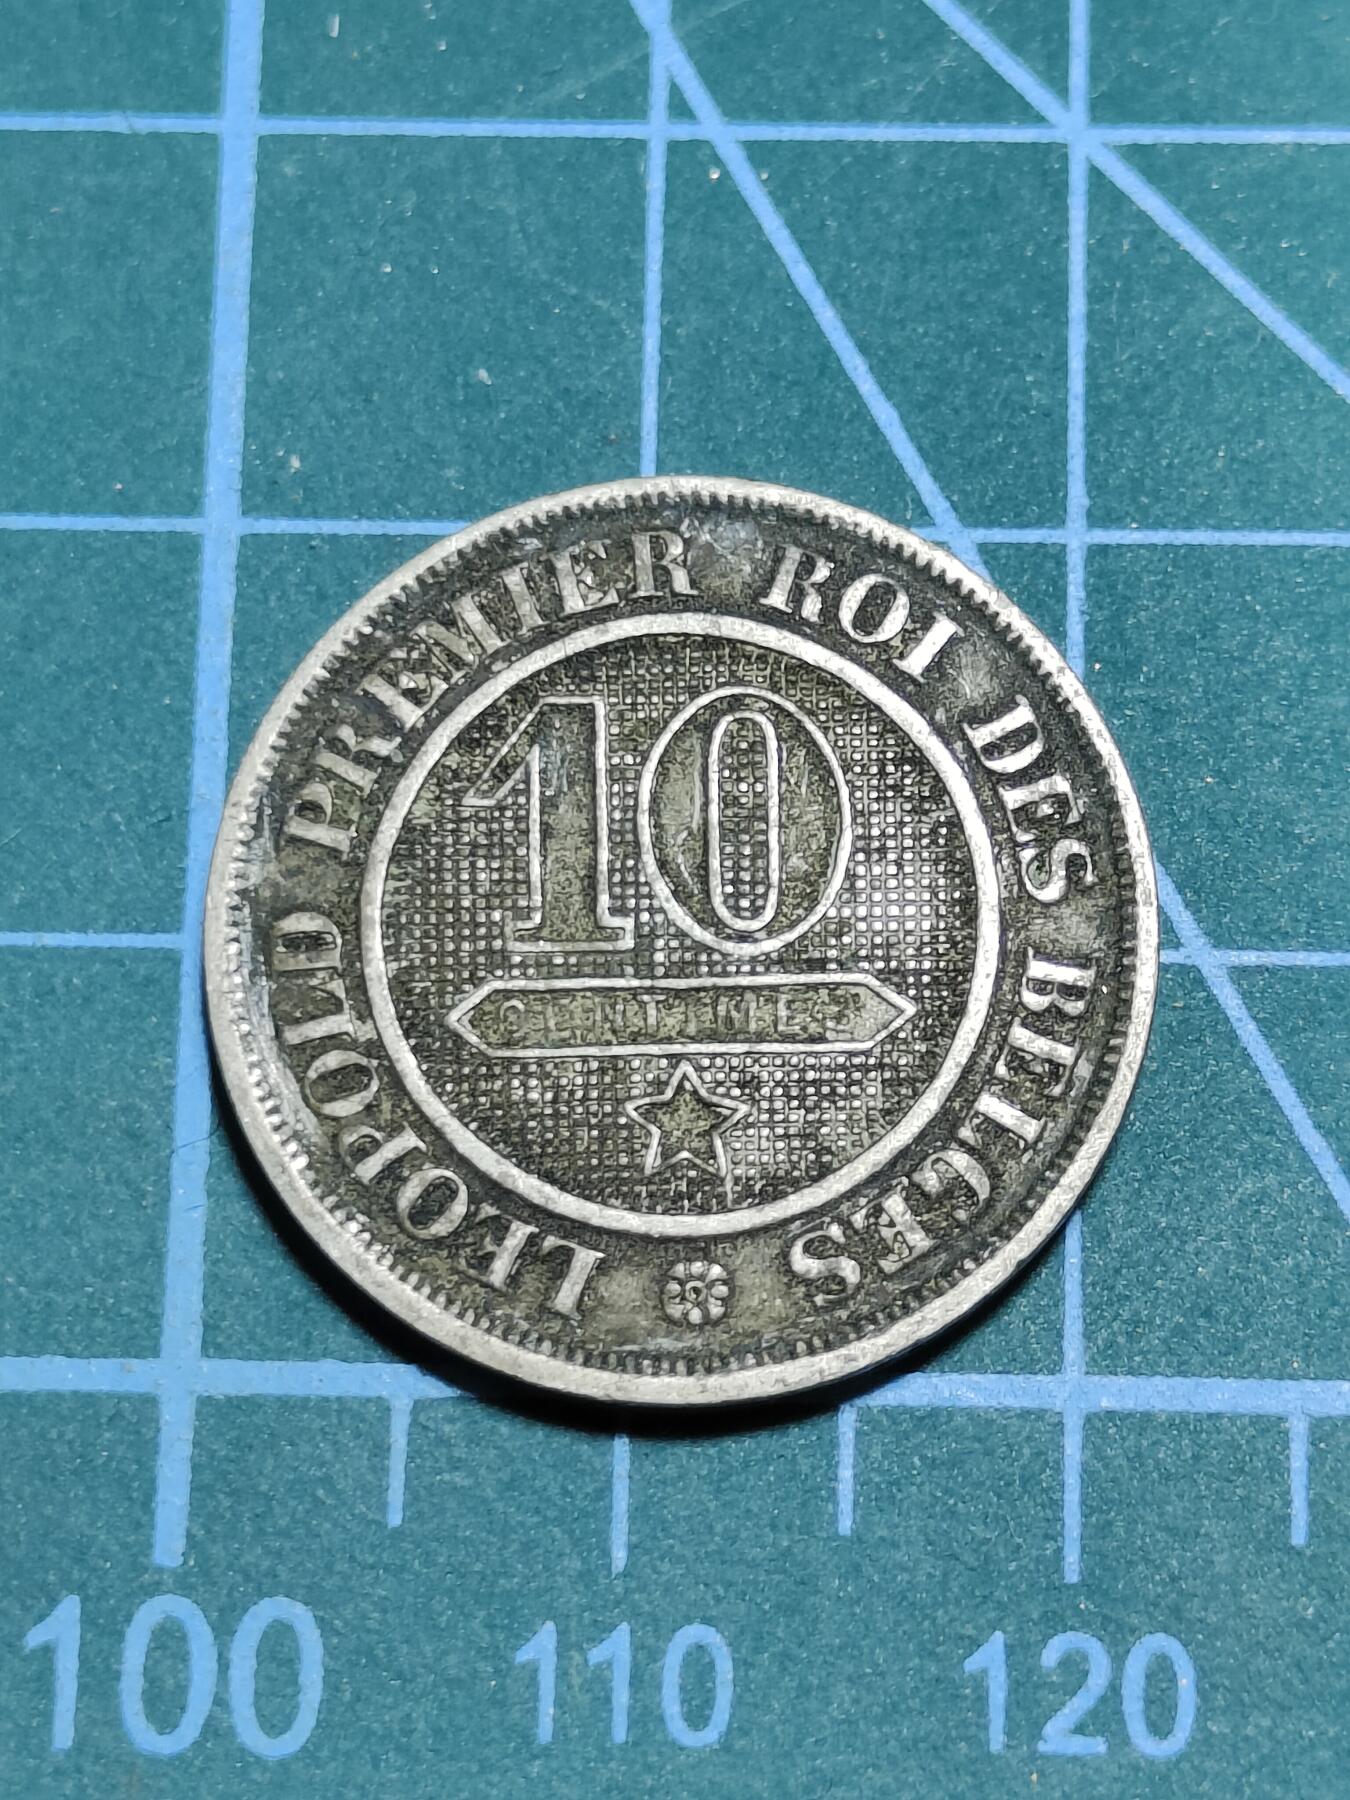 LEOPOLD PREMIER ROI DES BELGES
10
CENTIMES
100 110 120